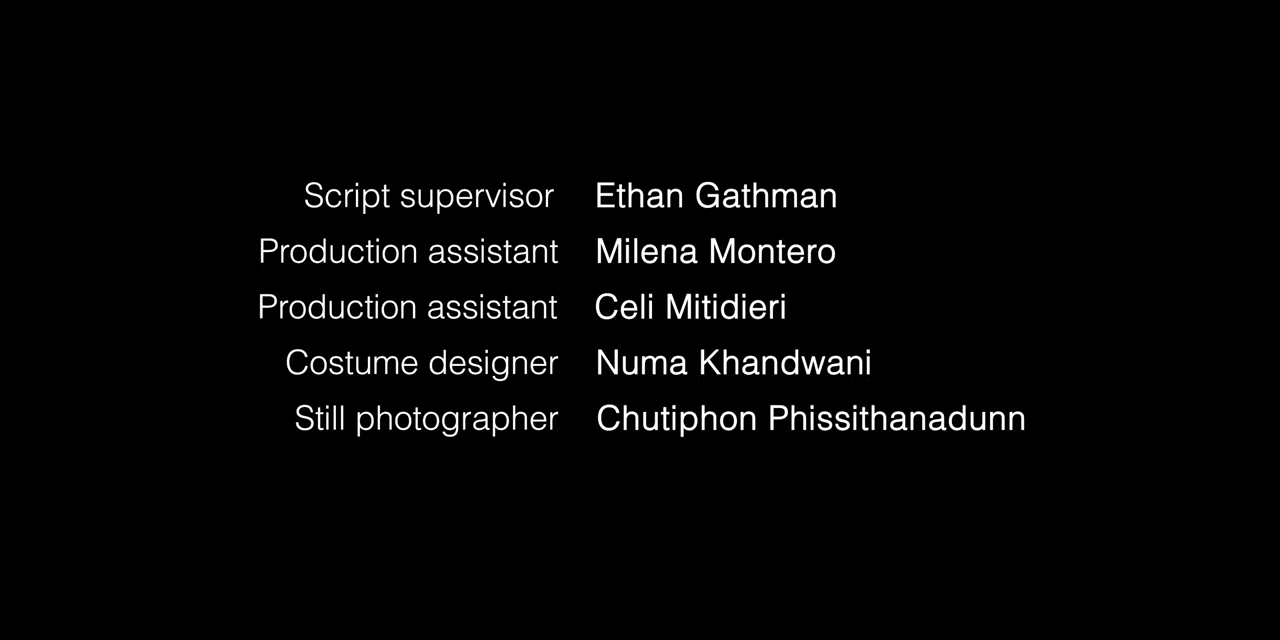 Script supervisor Ethan Gathman
Production assistant Milena Montero
Production assistant Celi Mitidieri
Costume designer Numa Khandwani
Still photographer Chutiphon Phissithanadunn